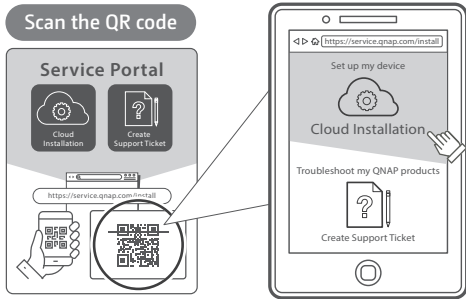 Scan the QR code
Service Portal
Cloud
Installation
Create
Support Ticket
https://service.qnap.com/install
https://service.qnap.com/install
Set up my device
Cloud Installation
Troubleshoot my QNAP products
Create Support Ticket